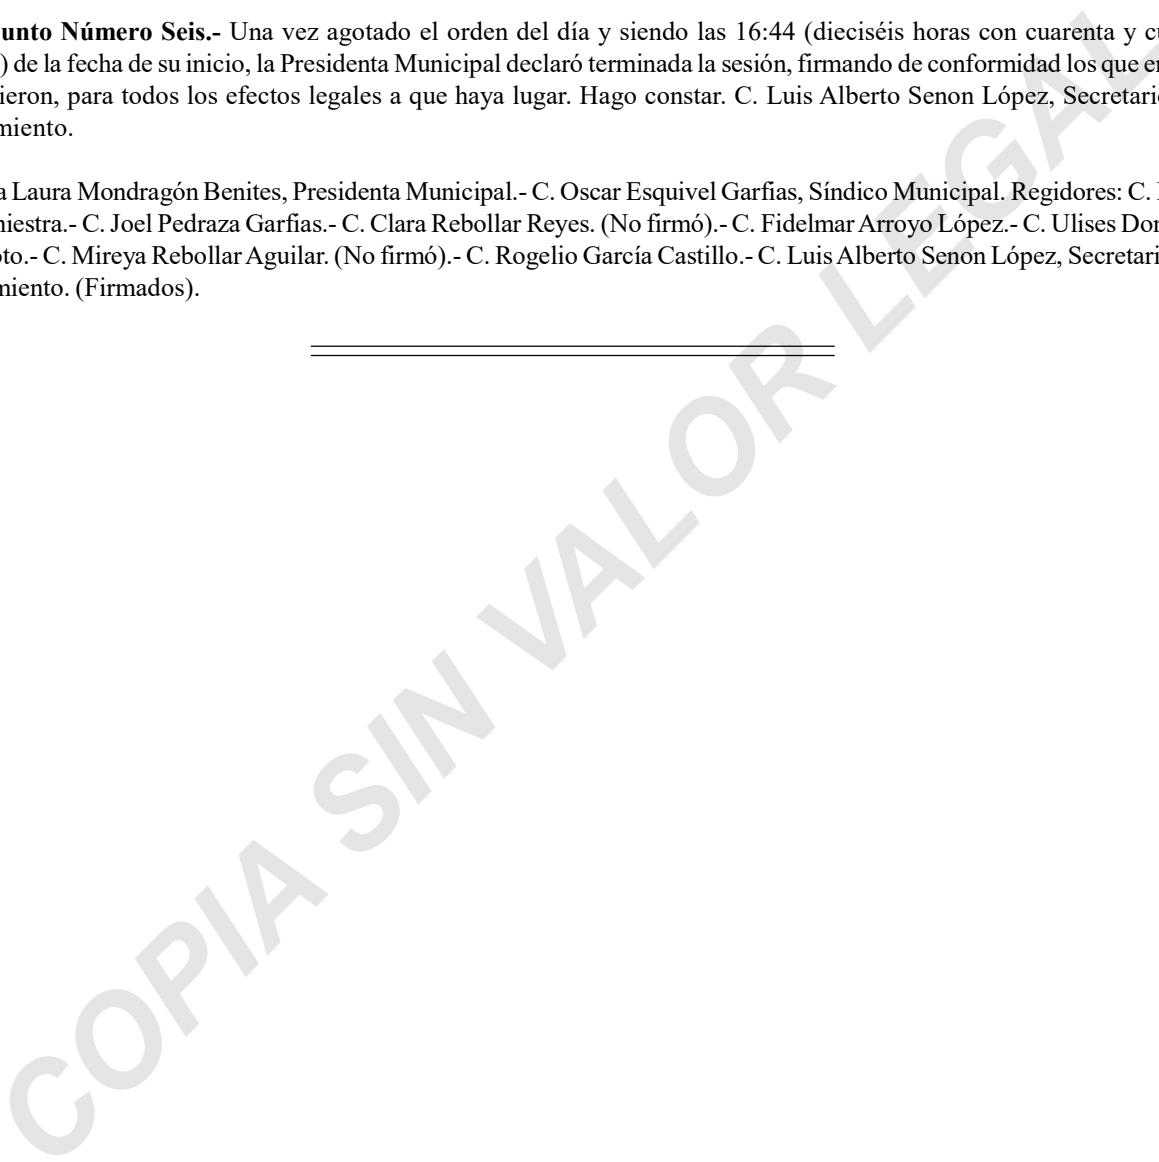 unto Número Seis.- Una vez agotado el orden del día y siendo las 16:44 (dieciséis horas con cuarenta y cu
) de la fecha de su inicio, la Presidenta Municipal declaró terminada la sesión, firmando de conformidad los que en
ieron, para todos los efectos legales a que haya lugar. Hago constar. C. Luis Alberto Senon López, Secretari
miento.
a Laura Mondragón Benites, Presidenta Municipal.- C. Oscar Esquivel Garfias, Síndico Municipal. Regidores: C.
niestra.- C. Joel Pedraza Garfias.- C. Clara Rebollar Reyes. (No firmó).- C. Fidelmar Arroyo López.- C. Ulises Don
oto.- C. Mireya Rebollar Aguilar. (No firmó).- C. Rogelio García Castillo.- C. Luis Alberto Senon López, Secretari
miento. (Firmados).
COPIA SIN VALOR LEGAL